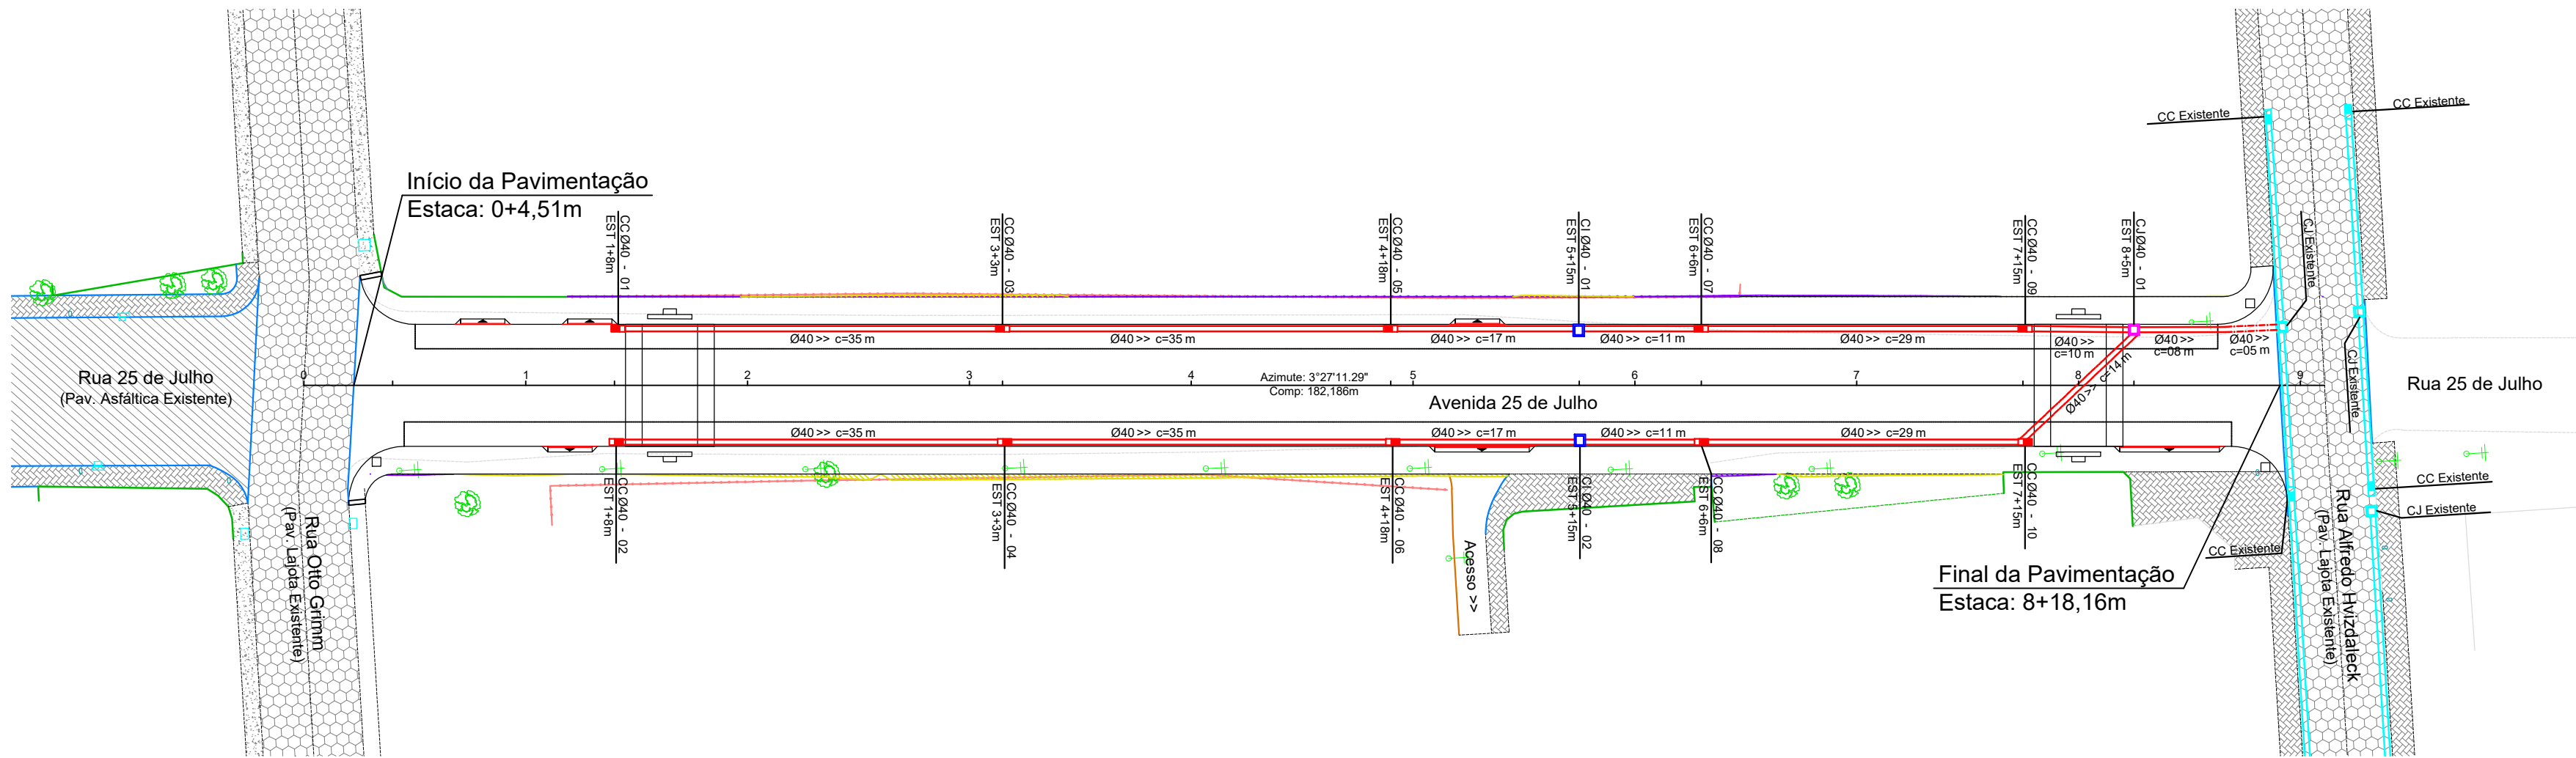 Início da Pavimentação
Estaca: 0+4,51m
CC Ø40 - 01
EST 1+8m
CC Ø40 - 03
EST 3+3m
CC Ø40 - 05
EST 4+18m
CI Ø40 - 01
EST 5+15m
CC Ø40 - 07
EST 6+6m
CC Ø40 - 09
EST 7+15m
CJ Ø40 - 01
EST 8+5m
CC Existente
CC Existente
CJ Existente
CJ Existente
Ø40 >> c=35 m
Ø40 >> c=35 m
Ø40 >> c=17 m
Ø40 >> c=11 m
Ø40 >> c=29 m
Ø40 >>
c=10 m
Ø40 >>
c=08 m
Ø40 >>
c=05 m
Ø40 >> c=14 m
Rua 25 de Julho
(Pav. Asfáltica Existente)
0
1
2
3
4
5
6
7
8
9
Azimute: 3°27'11.29"
Comp: 182,186m
Avenida 25 de Julho
Rua 25 de Julho
Ø40 >> c=35 m
Ø40 >> c=35 m
Ø40 >> c=17 m
Ø40 >> c=11 m
Ø40 >> c=29 m
CC Ø40 - 02
EST 1+8m
CC Ø40 - 04
EST 3+3m
CC Ø40 - 06
EST 4+18m
CI Ø40 - 02
EST 5+15m
CC Ø40 - 08
EST 6+6m
CC Ø40 - 10
EST 7+15m
Acesso >>
Rua Otto Grimm
(Pav. Lajota Existente)
CC Existente
CJ Existente
CC Existente
Rua Alfredo Hvizdaleck
(Pav. Lajota Existente)
Final da Pavimentação
Estaca: 8+18,16m